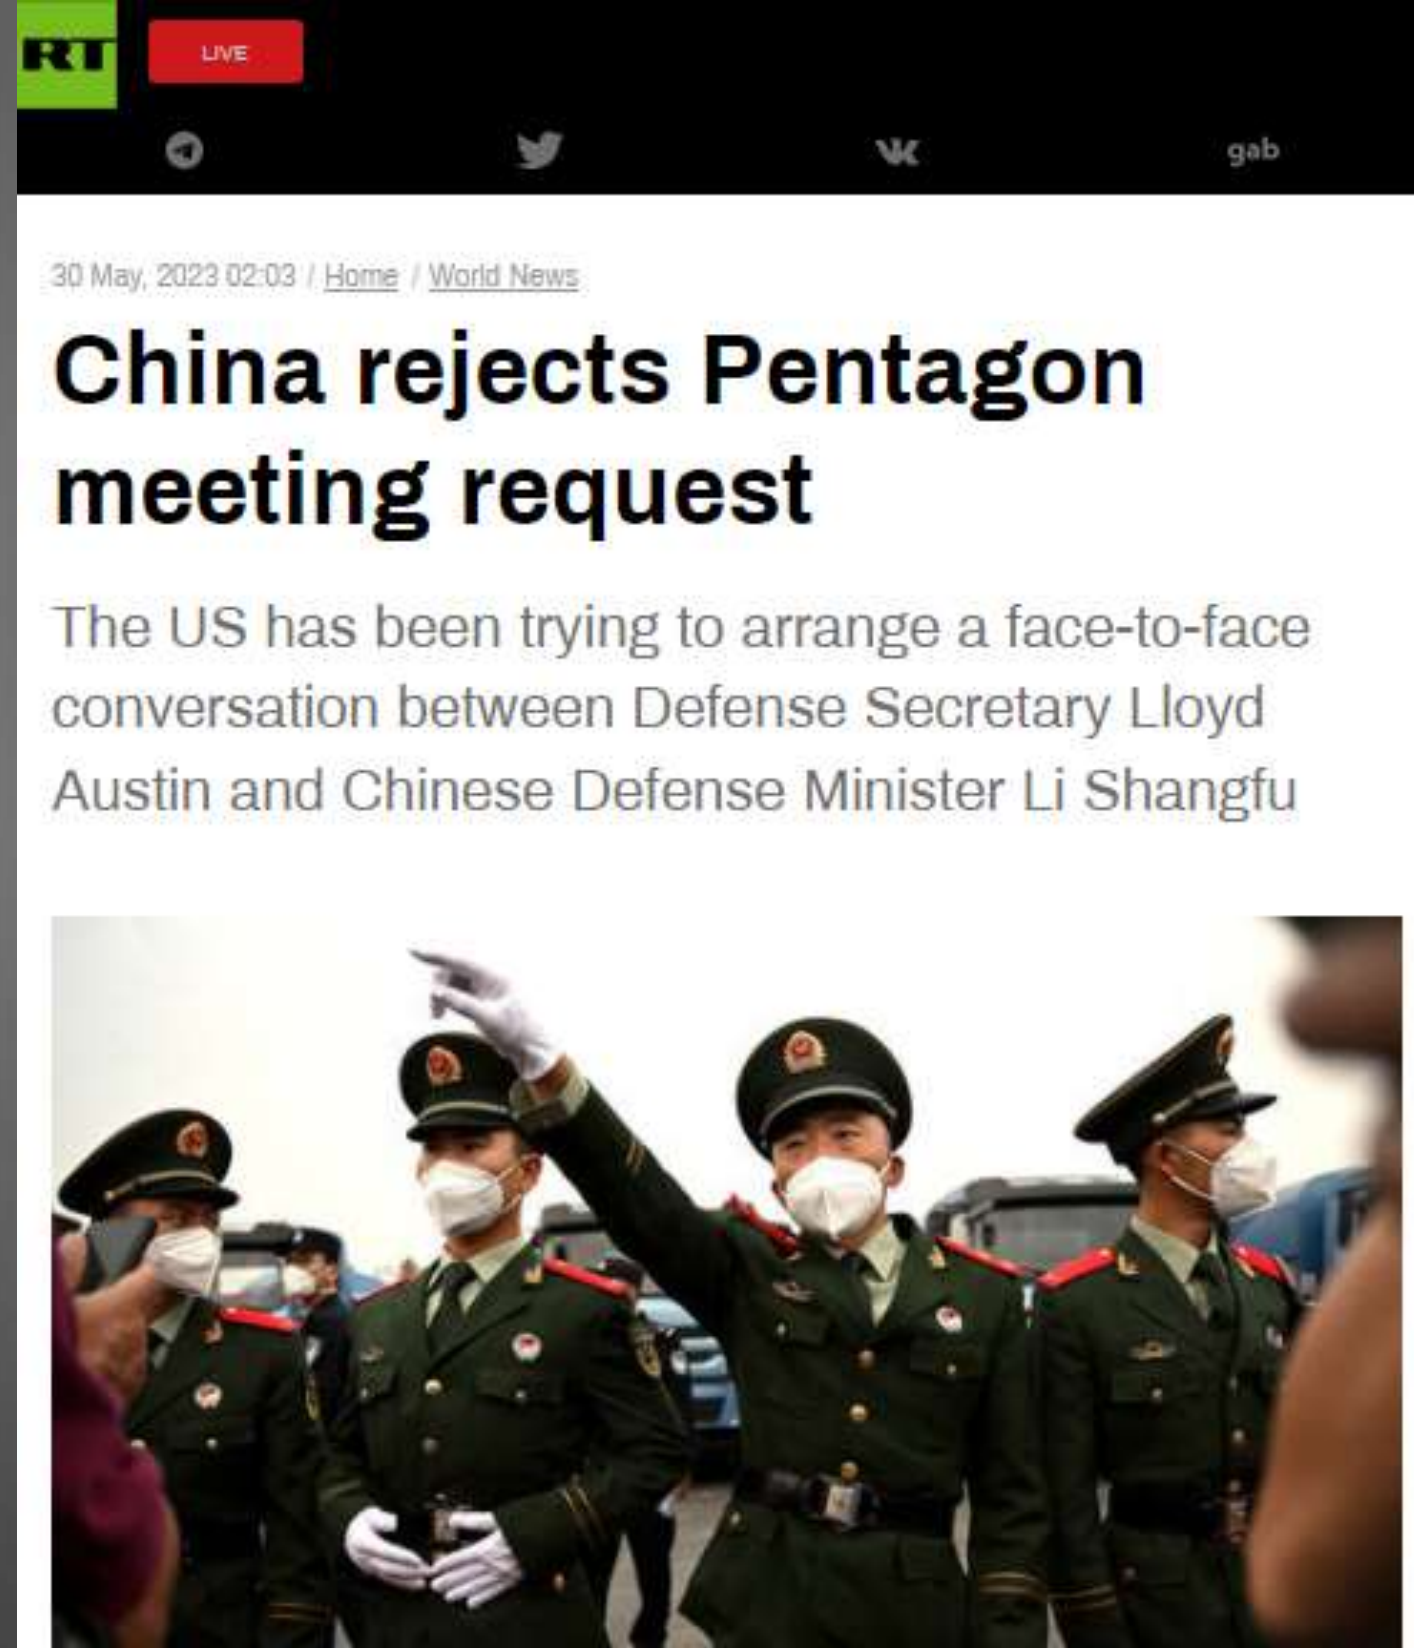 RT
LIVE
gab
30 May, 2023 02:03 / Home / World News
China rejects Pentagon
meeting request
The US has been trying to arrange a face-to-face
conversation between Defense Secretary Lloyd
Austin and Chinese Defense Minister Li Shangfu